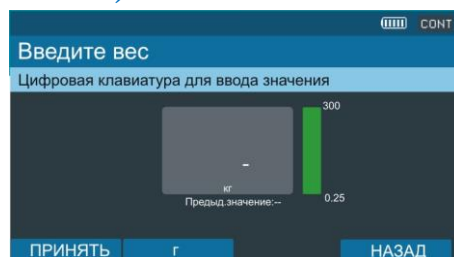 CONT
Введите вес
Цифровая клавиатура для ввода значения
300
-
кг
Предыд.значение:--
0.25
ПРИНЯТЬ г НАЗАД